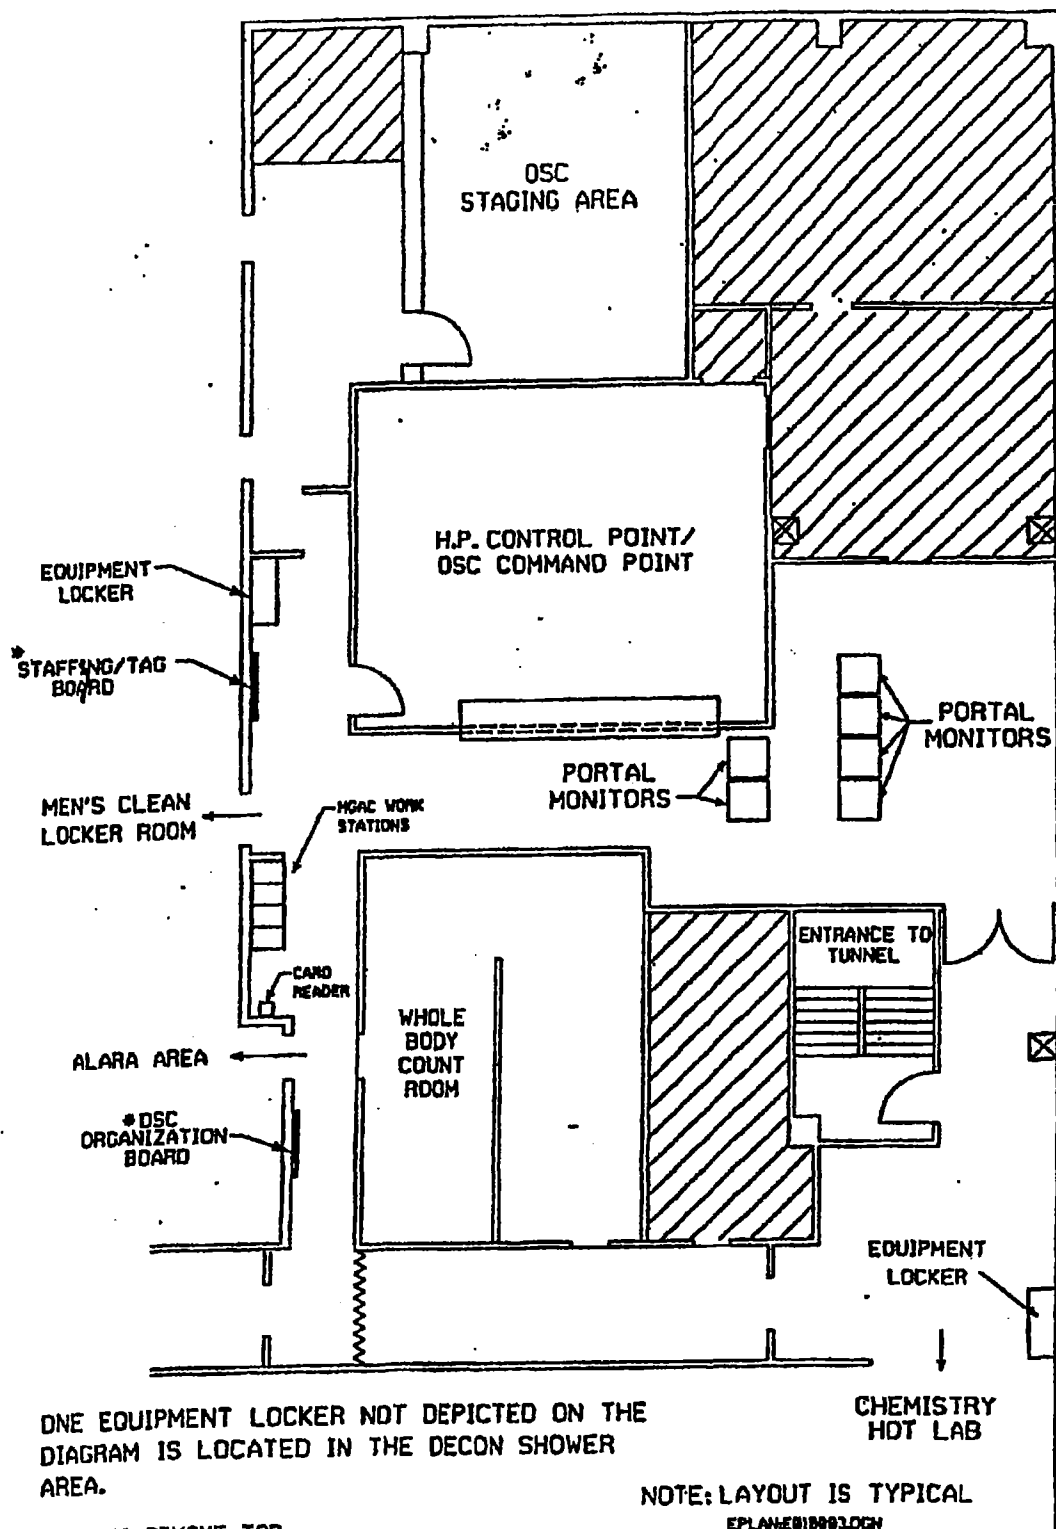 OSC
STAGING AREA
H.P. CONTROL POINT/
OSC COMMAND POINT
EQUIPMENT
LOCKER
*STAFFING/TAG
BOARD
PORTAL
MONITORS
PORTAL
MONITORS
MEN'S CLEAN
LOCKER ROOM
WORK
STATIONS
ENTRANCE TO
TUNNEL
CARD
READER
WHOLE
BODY
COUNT
ROOM
ALARA AREA
*OSC
ORGANIZATION
BOARD
EQUIPMENT
LOCKER
CHEMISTRY
HOT LAB
ONE EQUIPMENT LOCKER NOT DEPICTED ON THE
DIAGRAM IS LOCATED IN THE DECON SHOWER
AREA.
NOTE: LAYOUT IS TYPICAL